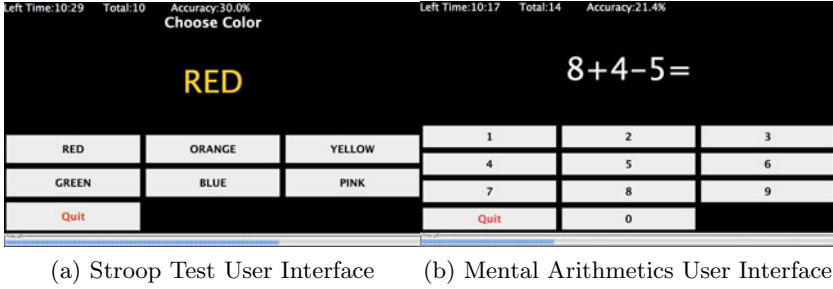 Left Time:10:29 Total:10 Accuracy:30.0%
Choose Color
RED
RED ORANGE YELLOW
GREEN BLUE PINK
Quit
Left Time:10:17 Total:14 Accuracy:21.4%
8+4-5=
1 2 3
4 5 6
7 8 9
Quit 0
(a) Stroop Test User Interface
(b) Mental Arithmetics User Interface